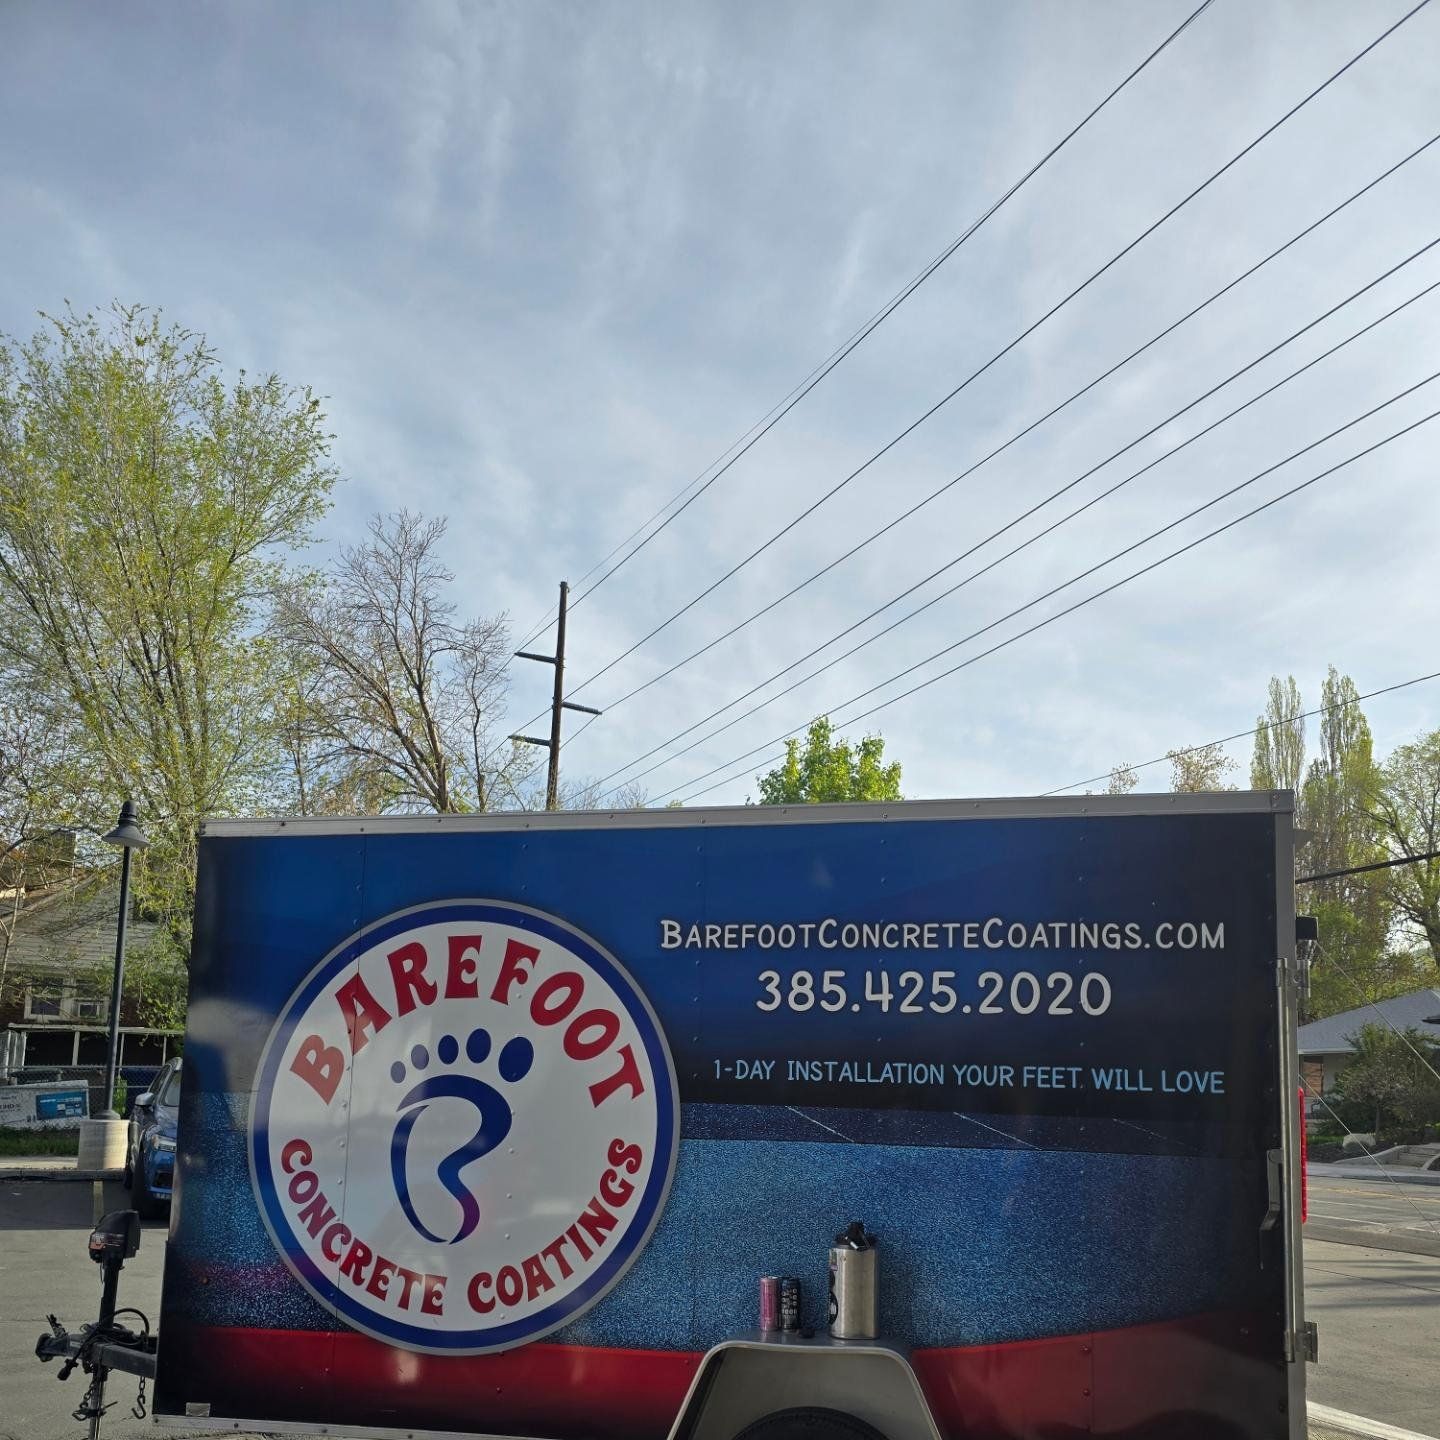 BAREFOOT
CONCRETE COATINGS
BAREFOOTCONCRETECOATINGS.COM
385.425.2020
1-DAY INSTALLATION YOUR FEET WILL LOVE